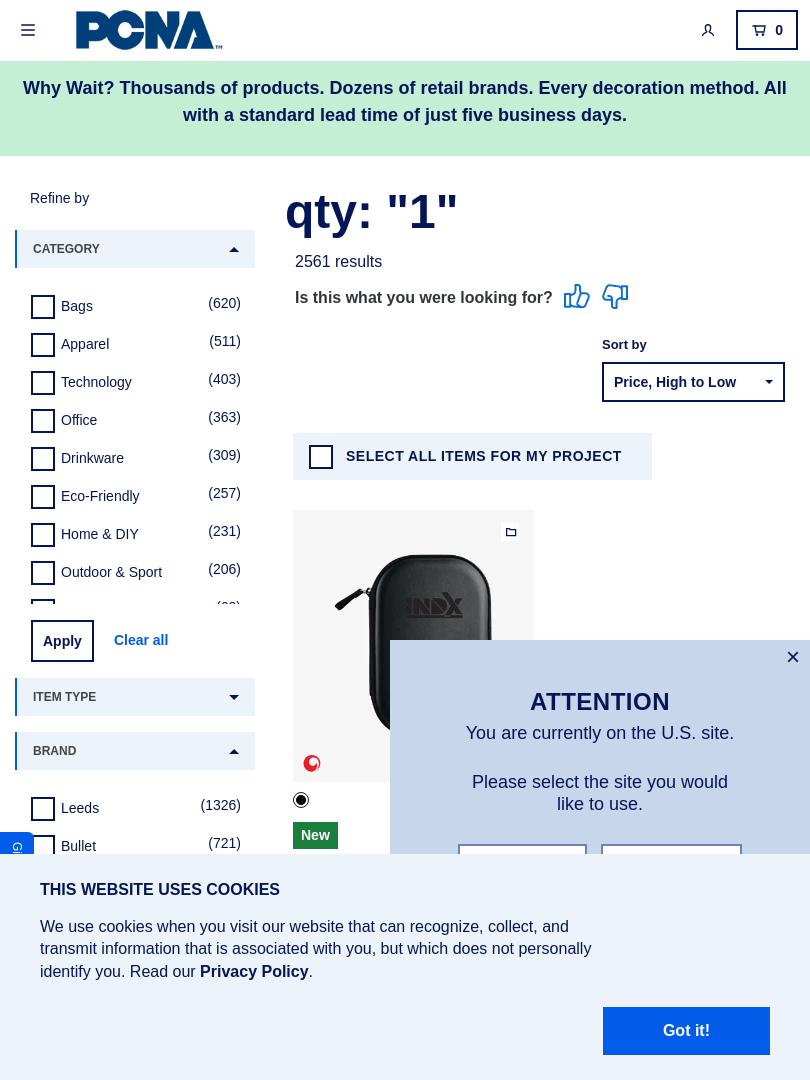 PCNA™
0
Why Wait? Thousands of products. Dozens of retail brands. Every decoration method. All
with a standard lead time of just five business days.
Refine by
CATEGORY
Bags (620)
Apparel (511)
Technology (403)
Office (363)
Drinkware (309)
Eco-Friendly (257)
Home & DIY (231)
Outdoor & Sport (206)
Apply Clear all
ITEM TYPE
BRAND
Leeds (1326)
Bullet (721)
qty: "1"
2561 results
Is this what you were looking for?
Sort by
Price, High to Low
SELECT ALL ITEMS FOR MY PROJECT
INDX
New
×
ATTENTION
You are currently on the U.S. site.
Please select the site you would
like to use.
THIS WEBSITE USES COOKIES
We use cookies when you visit our website that can recognize, collect, and
transmit information that is associated with you, but which does not personally
identify you. Read our Privacy Policy.
Got it!